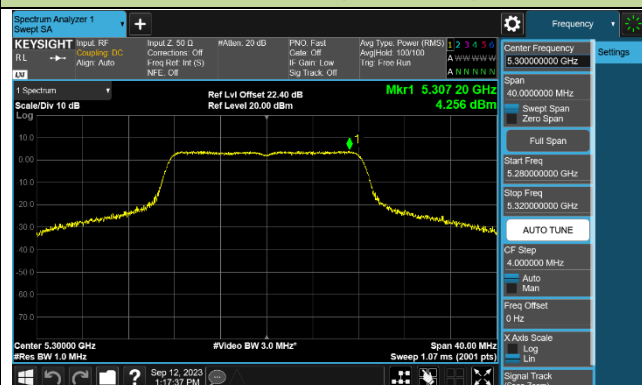 Spectrum Analyzer 1
Swept SA
+
Frequency
KEYSIGHT
RL
LXI
Input: RF
Coupling: DC
Align: Auto
Input Z: 50 Ω
Corrections: Off
Freq Ref: Int (S)
NFE: Off
#Atten: 20 dB
PNO: Fast
Gate: Off
IF Gain: Low
Sig Track: Off
Avg Type: Power (RMS)
Avg|Hold: 100/100
Trig: Free Run
1 2 3 4 5 6
A W W W W W
A N N N N N
1 Spectrum
Scale/Div 10 dB
Log
Ref Lvl Offset 22.40 dB
Ref Level 20.00 dBm
Mkr1 5.307 20 GHz
4.256 dBm
1
10.0
0.00
-10.0
-20.0
-30.0
-40.0
-50.0
-60.0
-70.0
Center 5.30000 GHz
#Res BW 1.0 MHz
#Video BW 3.0 MHz*
Span 40.00 MHz
Sweep 1.07 ms (2001 pts)
Center Frequency
5.300000000 GHz
Span
40.0000000 MHz
Swept Span
Zero Span
Full Span
Start Freq
5.280000000 GHz
Stop Freq
5.320000000 GHz
AUTO TUNE
CF Step
4.000000 MHz
Auto
Man
Freq Offset
0 Hz
X Axis Scale
Log
Lin
Signal Track
(Span Zoom)
Settings
?
Sep 12, 2023
1:17:37 PM